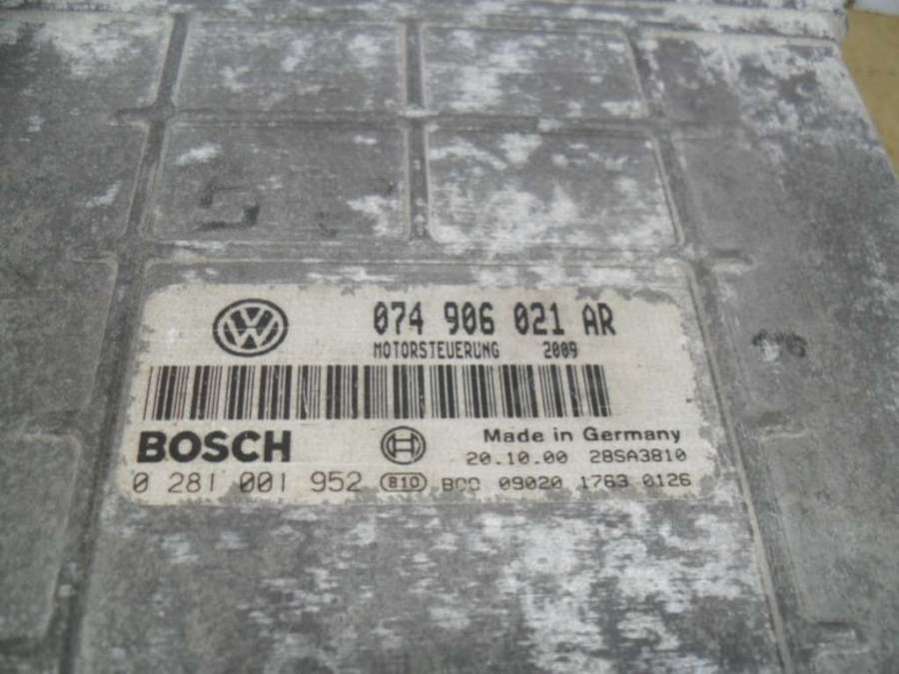 074 906 021 AR
MOTORSTEUERUNG 2009
BOSCH
Made in Germany
20.10.00 28SA3810
0 281 001 952 810 BCC 09020 1763 0126